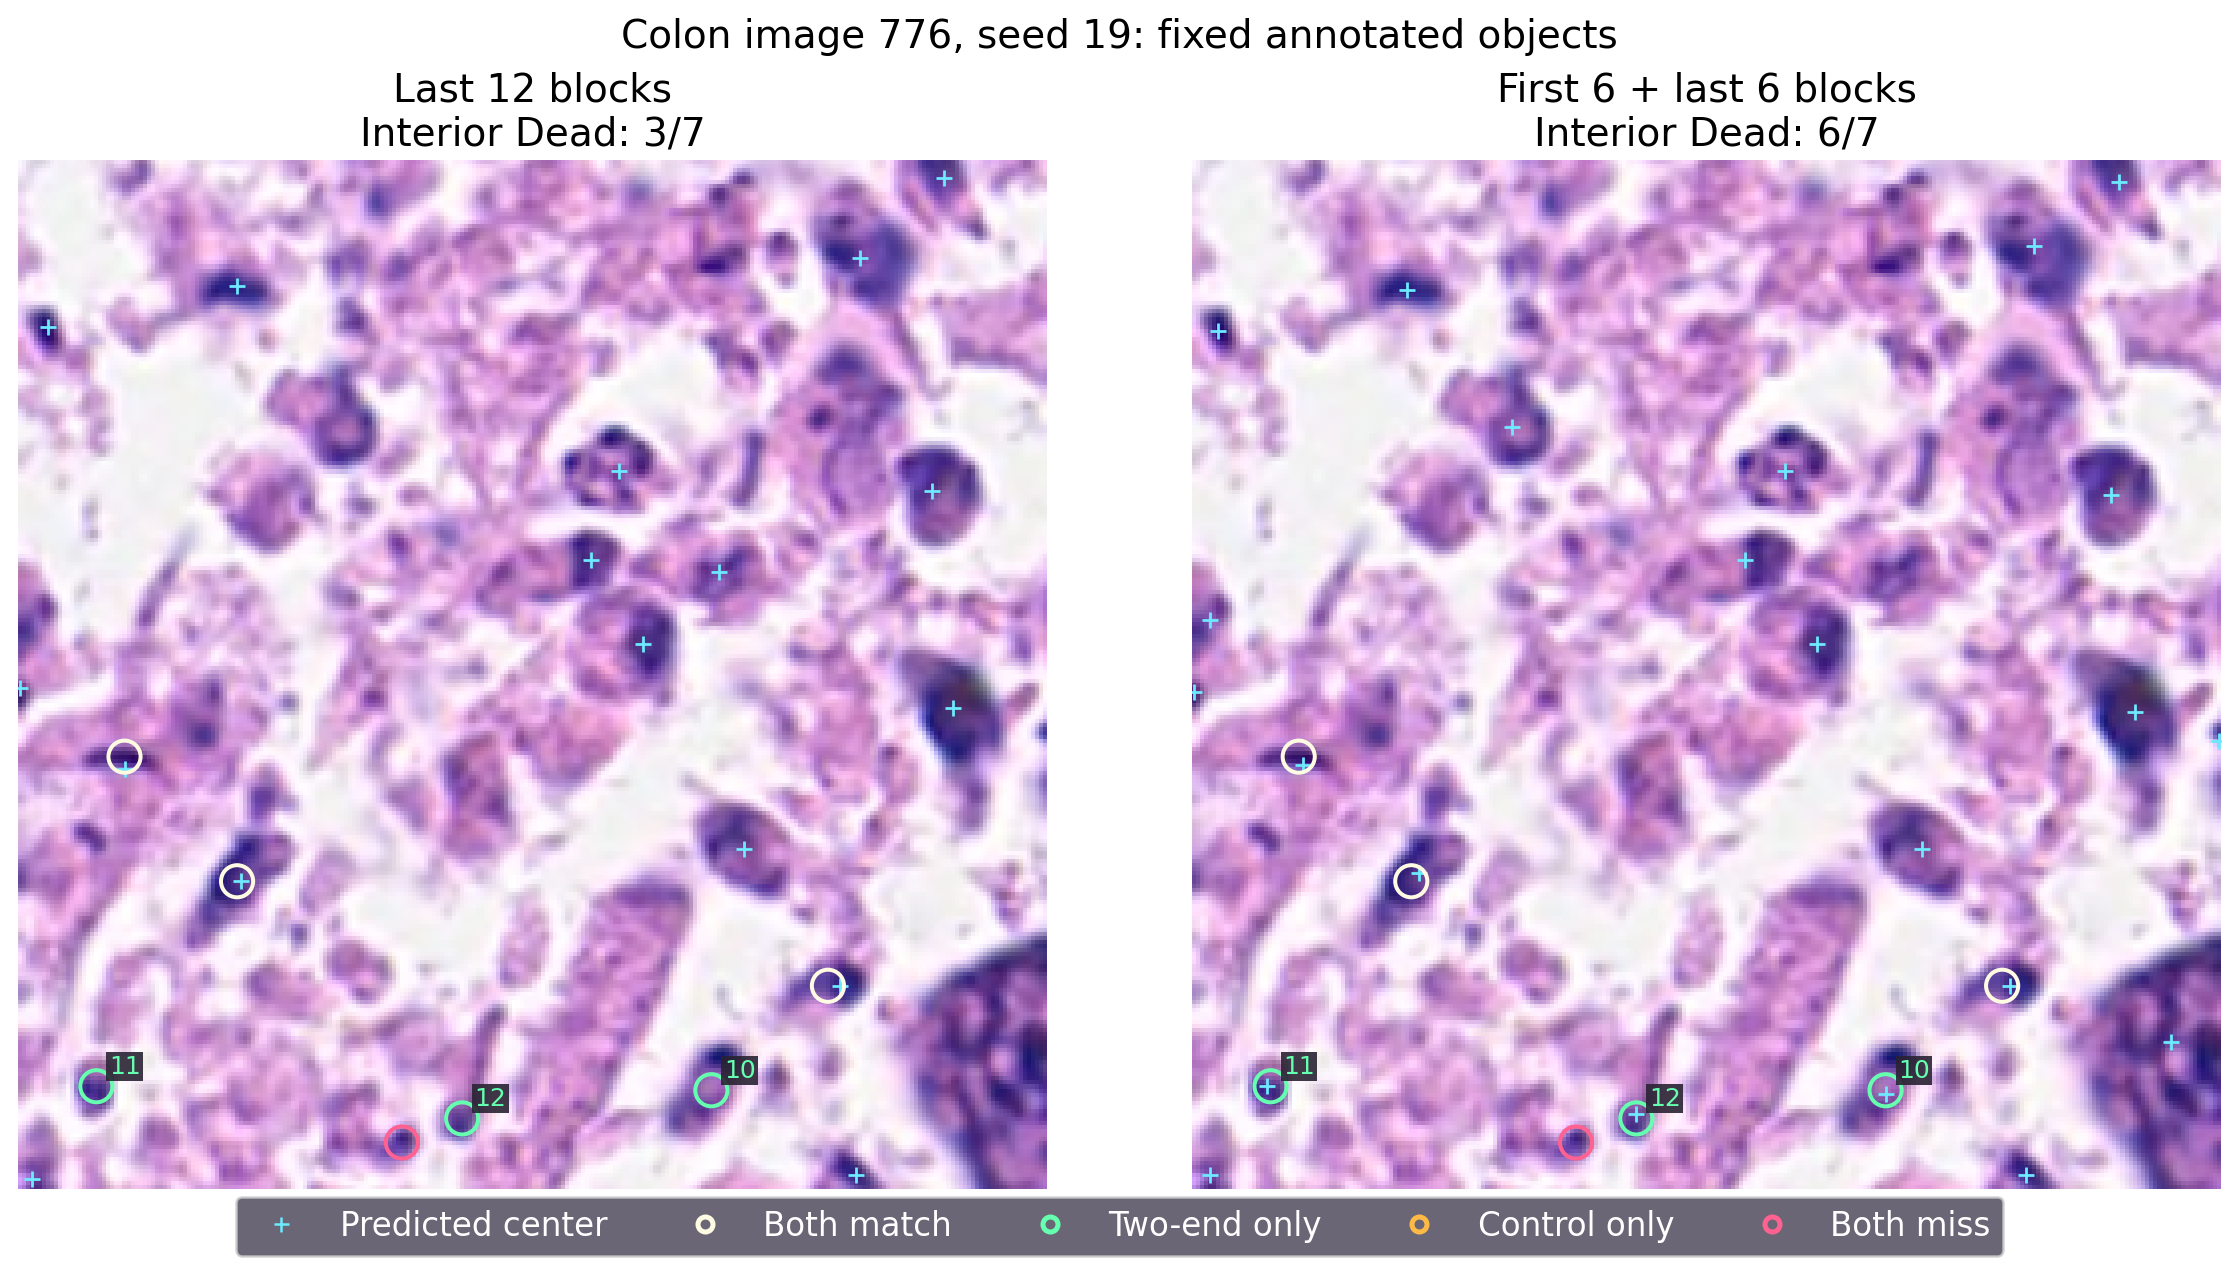 Colon image 776, seed 19: fixed annotated objects
Last 12 blocks
Interior Dead: 3/7
First 6 + last 6 blocks
Interior Dead: 6/7
11
12
10
11
12
10
Predicted center
Both match
Two-end only
Control only
Both miss